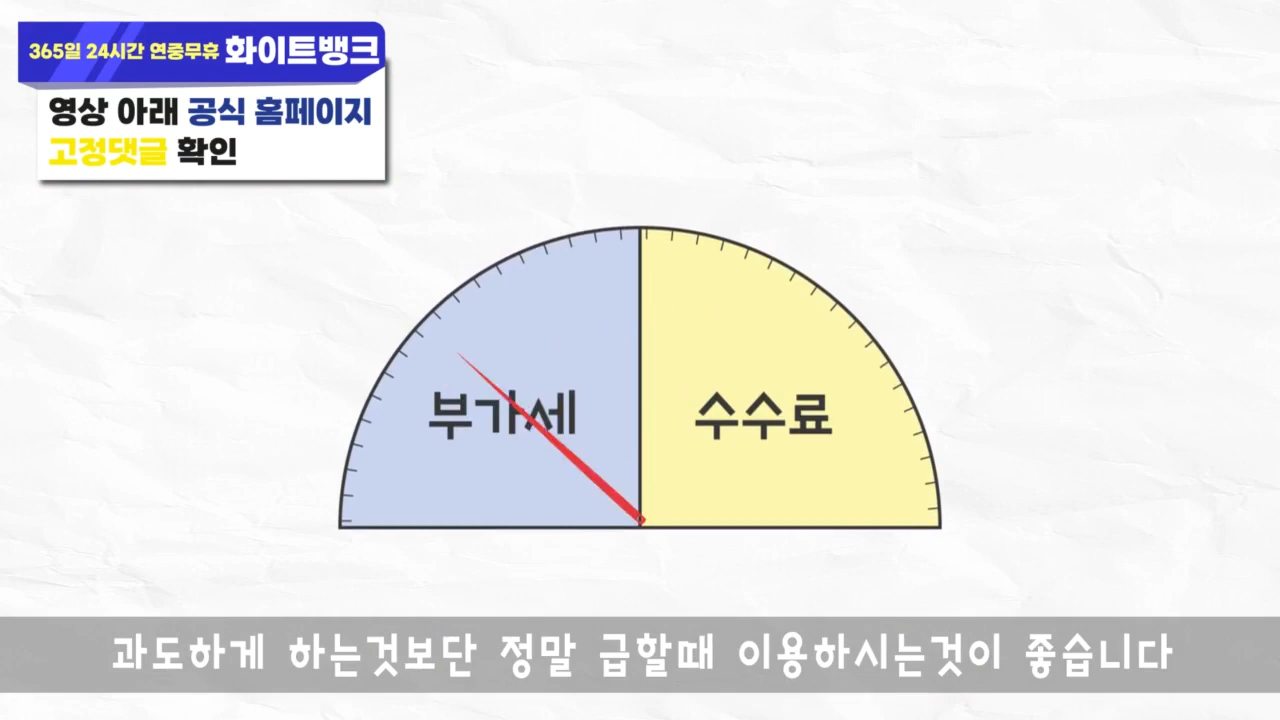 365일 24시간 연중무휴 화이트뱅크
영상 아래 공식 홈페이지
고정댓글 확인
부가세
수수료
과도하게 하는것보단 정말 급할때 이용하시는것이 좋습니다